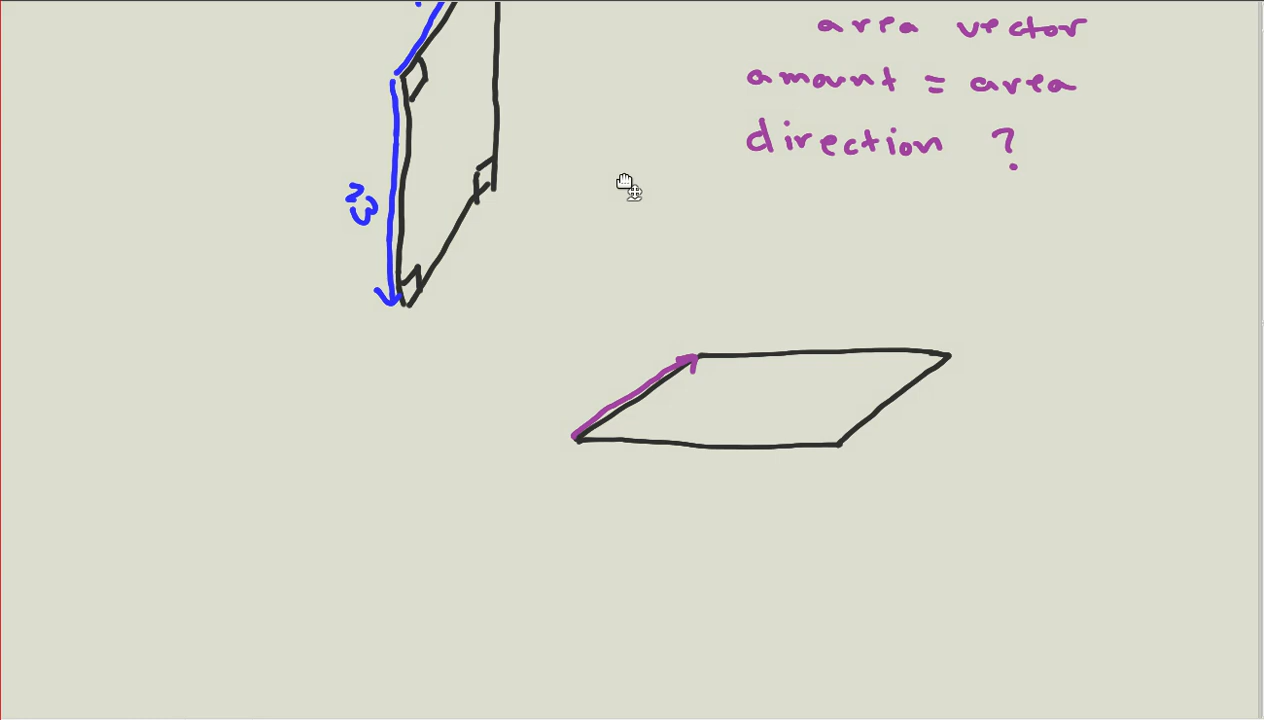 area vector
amount = area
direction ?